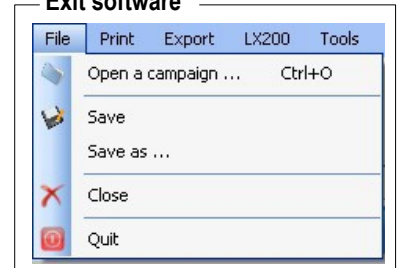 Exit software
File Print Export LX200 Tools
Open a campaign ... Ctrl+O
Save
Save as ...
Close
Quit